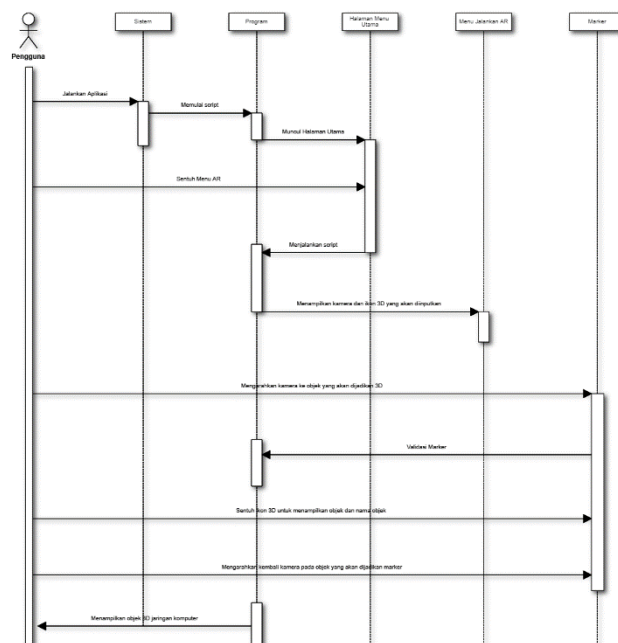 Sistem
Program
Halaman Menu
Utama
Menu Jalankan AR
Marker
Pengguna
Jalankan Aplikasi
Memulai script
Muncul Halaman Utama
Sentuh Menu AR
Menjalankan script
Menampilkan kamera dan ikon 3D yang akan diinputkan
Mengarahkan kamera ke objek yang akan dijadikan 3D
Validasi Marker
Sentuh ikon 3D untuk menampilkan objek dan nama objek
Mengarahkan kembali kamera pada objek yang akan dijadikan marker
Menampilkan objek 3D jaringan komputer